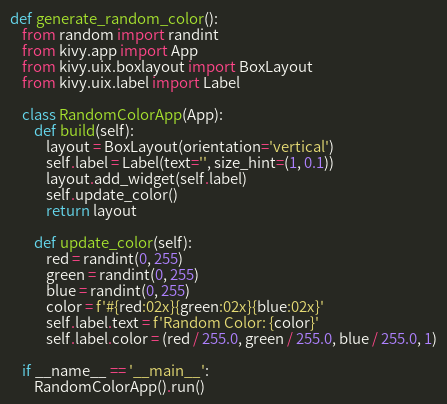 def generate_random_color():
    from random import randint
    from kivy.app import App
    from kivy.uix.boxlayout import BoxLayout
    from kivy.uix.label import Label

    class RandomColorApp(App):
        def build(self):
            layout = BoxLayout(orientation='vertical')
            self.label = Label(text='', size_hint=(1, 0.1))
            layout.add_widget(self.label)
            self.update_color()
            return layout

        def update_color(self):
            red = randint(0, 255)
            green = randint(0, 255)
            blue = randint(0, 255)
            color = f'#{red:02x}{green:02x}{blue:02x}'
            self.label.text = f'Random Color: {color}'
            self.label.color = (red / 255.0, green / 255.0, blue / 255.0, 1)

    if __name__ == '__main__':
        RandomColorApp().run()